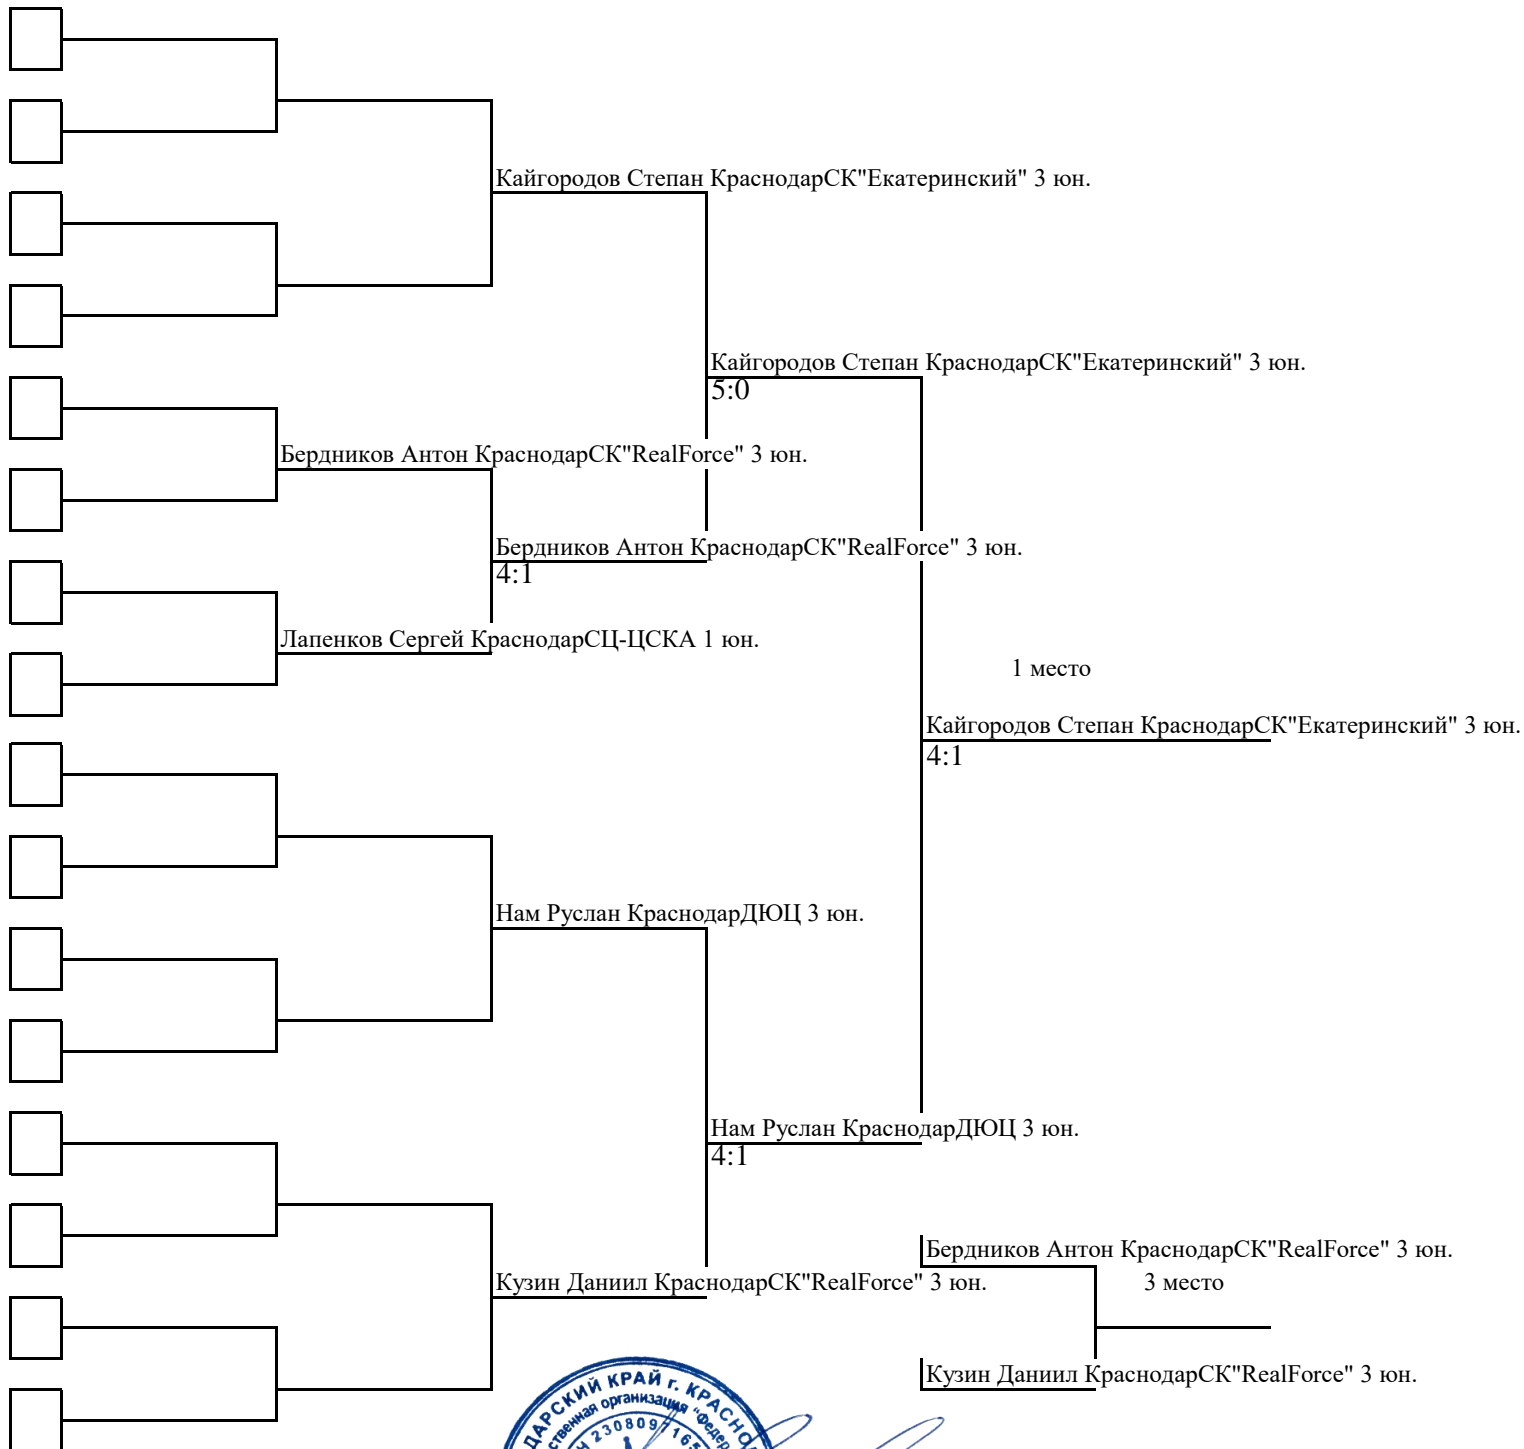 Кайгородов Степан КраснодарСК"Екатеринский" 3 юн.
Кайгородов Степан КраснодарСК"Екатеринский" 3 юн.
5:0
Бердников Антон КраснодарСК"RealForce" 3 юн.
Бердников Антон КраснодарСК"RealForce" 3 юн.
4:1
Лапенков Сергей КраснодарСЦ-ЦСКА 1 юн.
1 место
Кайгородов Степан КраснодарСК"Екатеринский" 3 юн.
4:1
Нам Руслан КраснодарДЮЦ 3 юн.
Нам Руслан КраснодарДЮЦ 3 юн.
4:1
Бердников Антон КраснодарСК"RealForce" 3 юн.
Кузин Даниил КраснодарСК"RealForce" 3 юн.
3 место
Кузин Даниил КраснодарСК"RealForce" 3 юн.
КРАЙ г.
организация